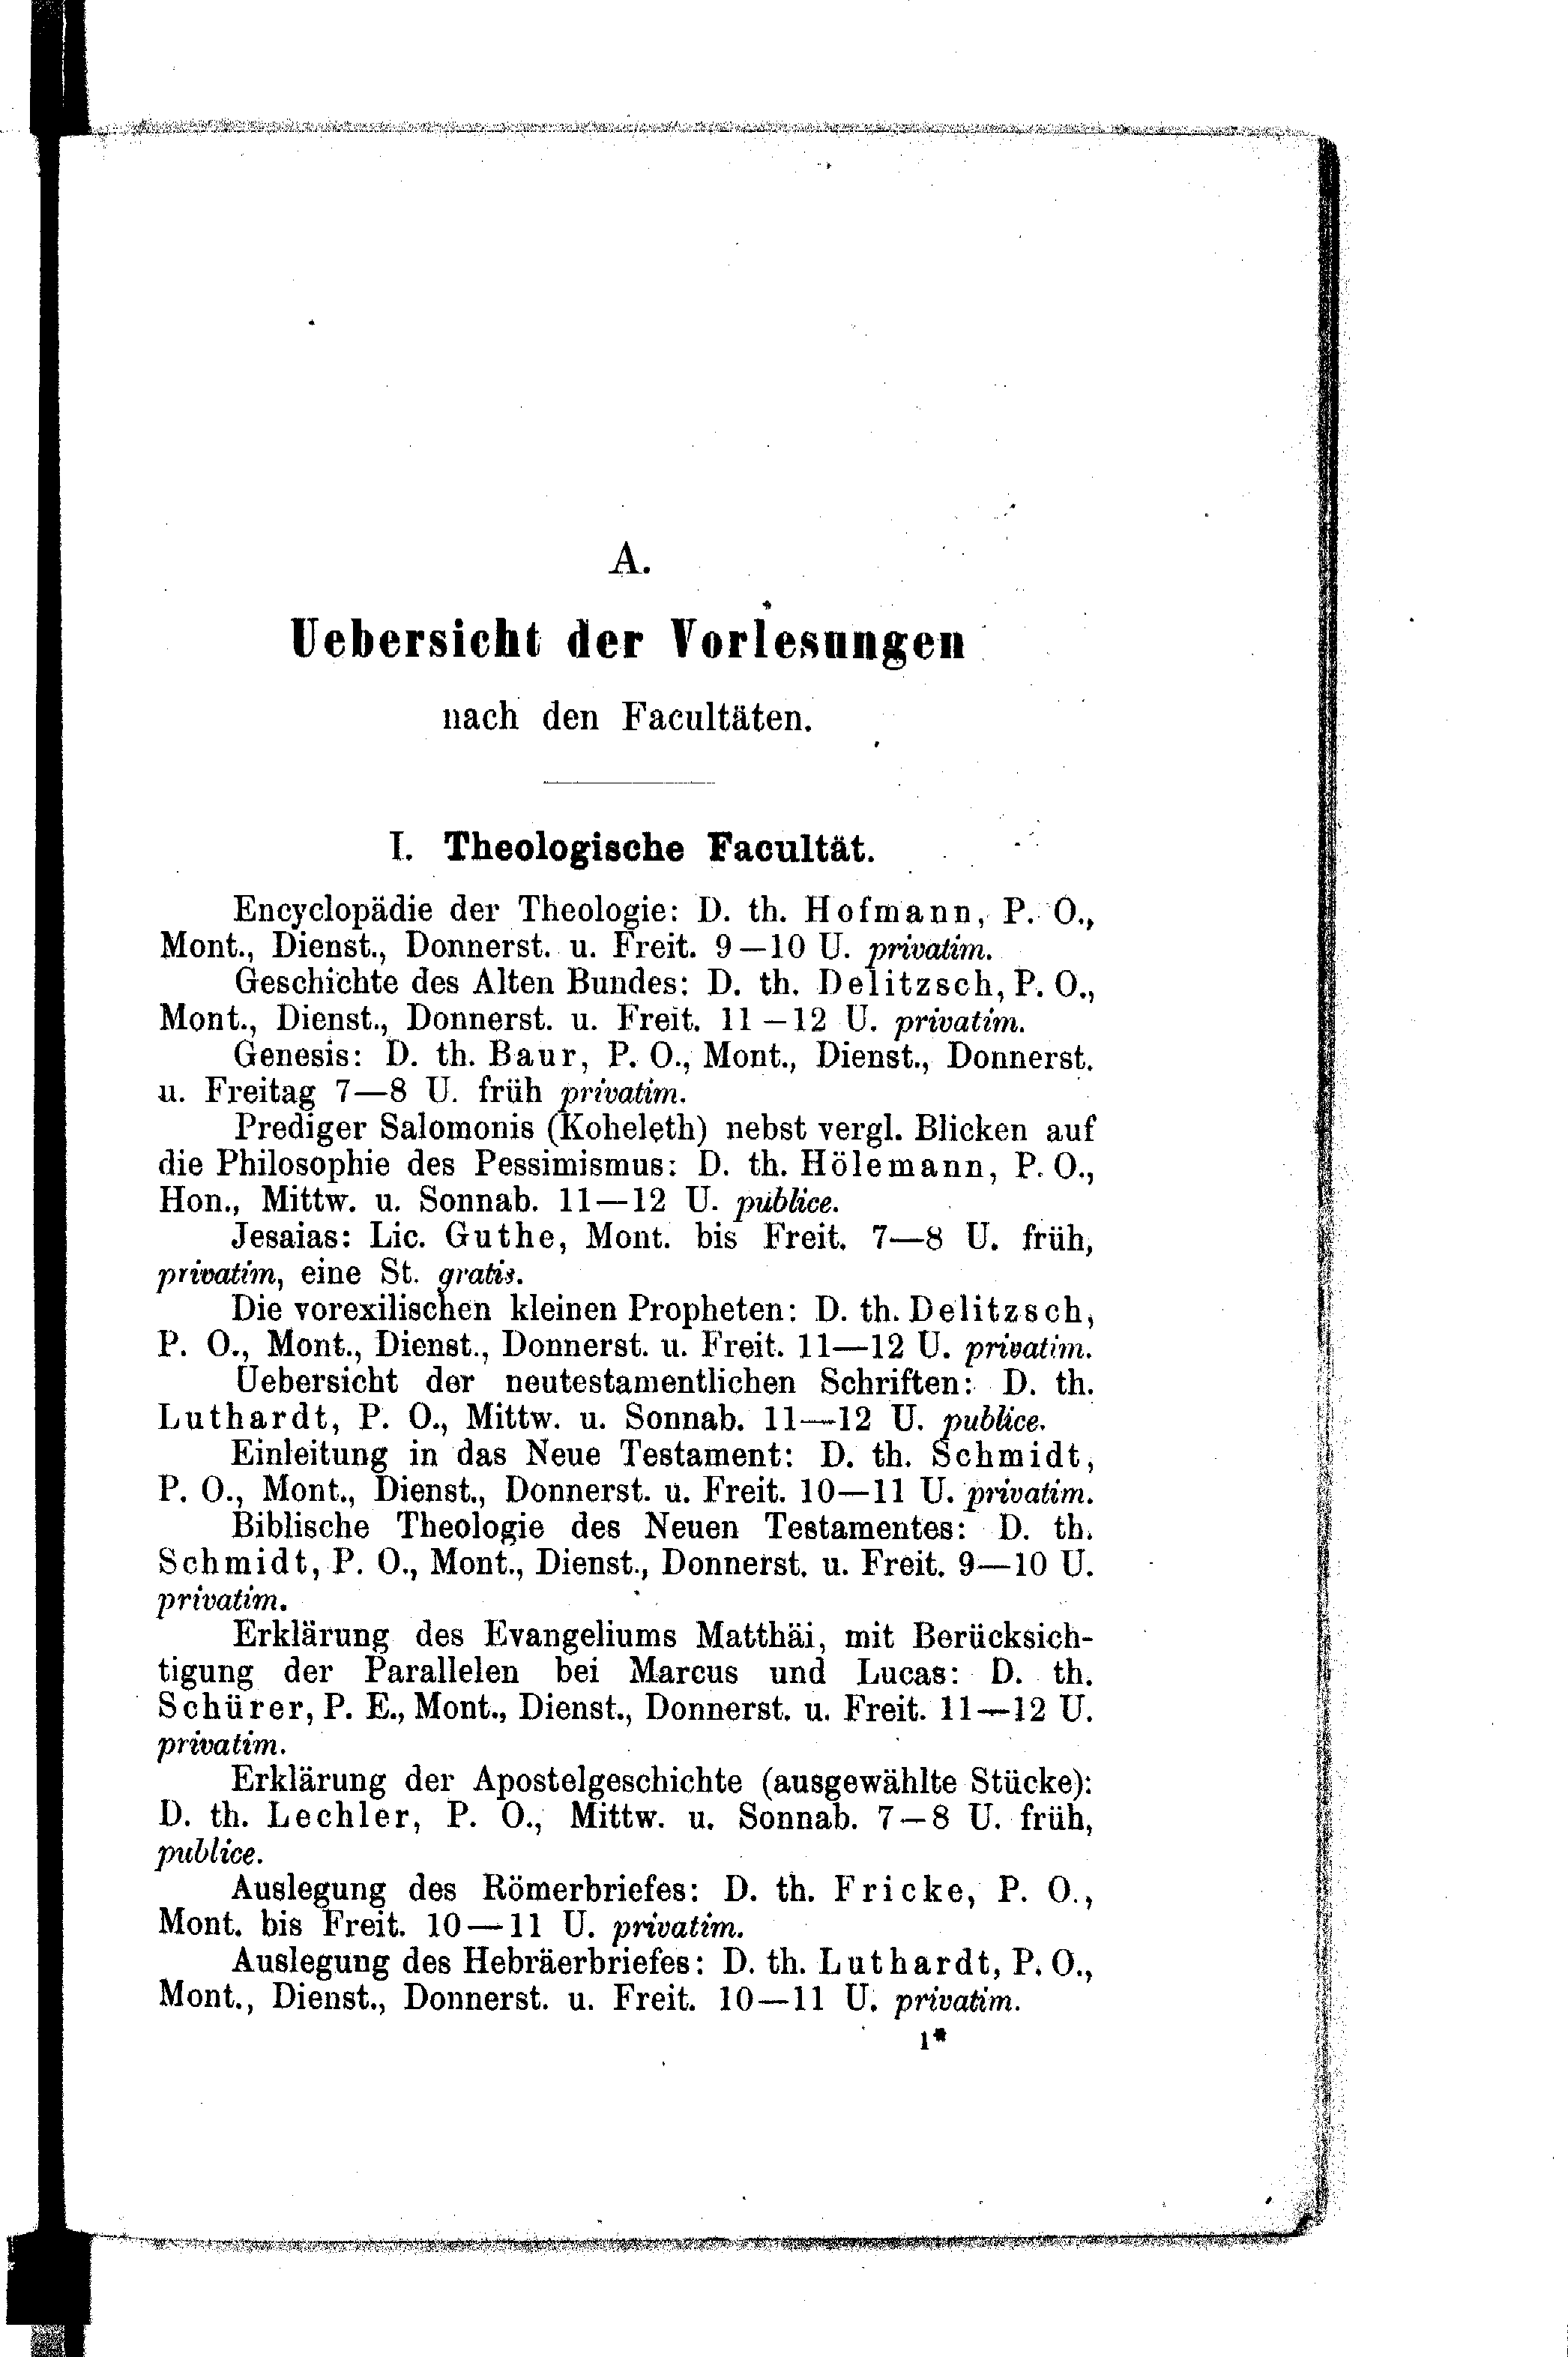 A.
Uebersicht der Vorlesungen
nach den Facultäten.
I. Theologische Facultät.
Encyclopädie der Theologie: D. th. Hofmann, P. O.,
Mont., Dienst., Donnerst. u. Freit. 9—10 U. privatim.
Geschichte des Alten Bundes: D. th. Delitzsch, P. O.,
Mont., Dienst., Donnerst. u. Freit. 11—12 U. privatim.
Genesis: D. th. Baur, P. O., Mont., Dienst., Donnerst.
u. Freitag 7—8 U. früh privatim.
Prediger Salomonis (Koheleth) nebst vergl. Blicken auf
die Philosophie des Pessimismus: D. th. Hölemann, P. O.,
Hon., Mittw. u. Sonnab. 11—12 U. publice.
Jesaias: Lic. Guthe, Mont. bis Freit. 7—8 U. früh,
privatim, eine St. gratis.
Die vorexilischen kleinen Propheten: D. th. Delitzsch,
P. O., Mont., Dienst., Donnerst. u. Freit. 11—12 U. privatim.
Uebersicht der neutestamentlichen Schriften: D. th.
Luthardt, P. O., Mittw. u. Sonnab. 11—12 U. publice.
Einleitung in das Neue Testament: D. th. Schmidt,
P. O., Mont., Dienst., Donnerst. u. Freit. 10—11 U. privatim.
Biblische Theologie des Neuen Testamentes: D. th.
Schmidt, P. O., Mont., Dienst., Donnerst. u. Freit. 9—10 U.
privatim.
Erklärung des Evangeliums Matthäi, mit Berücksich-
tigung der Parallelen bei Marcus und Lucas: D. th.
Schürer, P. E., Mont., Dienst., Donnerst. u. Freit. 11—12 U.
privatim.
Erklärung der Apostelgeschichte (ausgewählte Stücke):
D. th. Lechler, P. O., Mittw. u. Sonnab. 7—8 U. früh,
publice.
Auslegung des Römerbriefes: D. th. Fricke, P. O.,
Mont. bis Freit. 10—11 U. privatim.
Auslegung des Hebräerbriefes: D. th. Luthardt, P. O.,
Mont., Dienst., Donnerst. u. Freit. 10—11 U. privatim.
1*